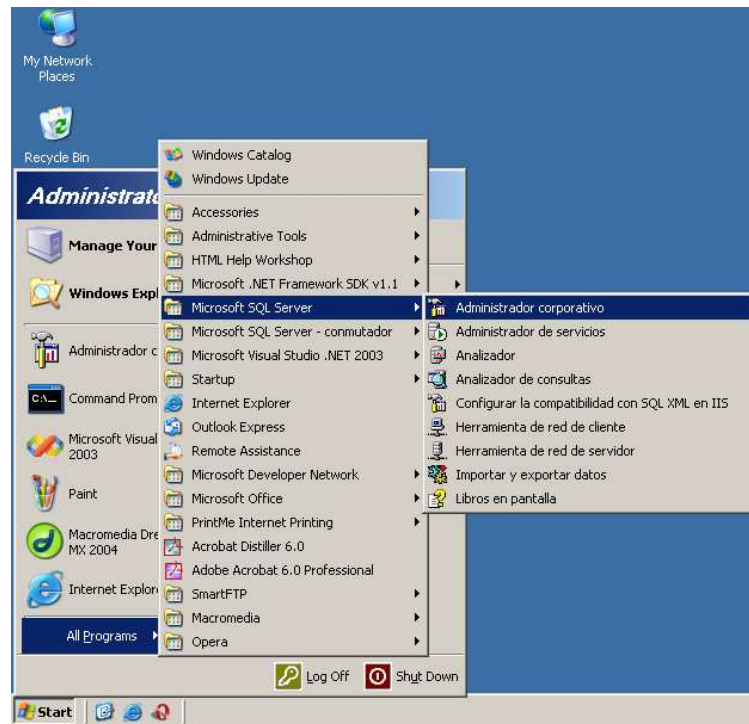 My Network
Places
Recycle Bin
Administrato
Manage Your
Windows Expl
Administrador c
C:\_
Command Prom
Microsoft Visual
2003
Paint
Macromedia Dre
MX 2004
Internet Explor
All Programs
Windows Catalog
Windows Update
Accessories
Administrative Tools
HTML Help Workshop
Microsoft .NET Framework SDK v1.1
Microsoft SQL Server
Microsoft SQL Server - conmutador
Microsoft Visual Studio .NET 2003
Startup
Internet Explorer
Outlook Express
Remote Assistance
Microsoft Developer Network
Microsoft Office
PrintMe Internet Printing
Acrobat Distiller 6.0
Adobe Acrobat 6.0 Professional
SmartFTP
Macromedia
Opera
Administrador corporativo
Administrador de servicios
Analizador
Analizador de consultas
Configurar la compatibilidad con SQL XML en IIS
Herramienta de red de cliente
Herramienta de red de servidor
Importar y exportar datos
Libros en pantalla
Log Off
Shut Down
Start